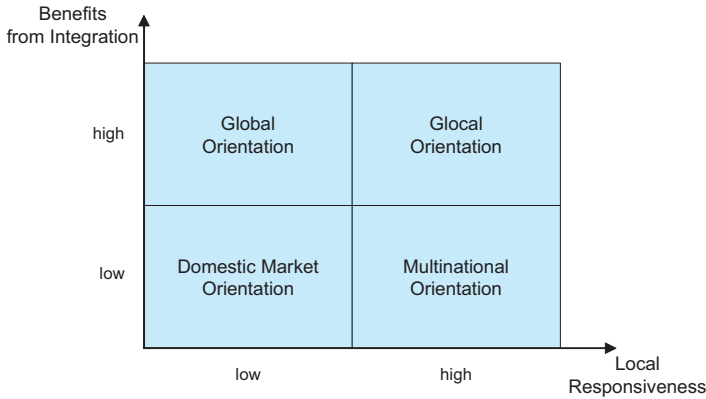 Benefits
from Integration
high
Global
Orientation
Glocal
Orientation
low
Domestic Market
Orientation
Multinational
Orientation
low
high
Local
Responsiveness